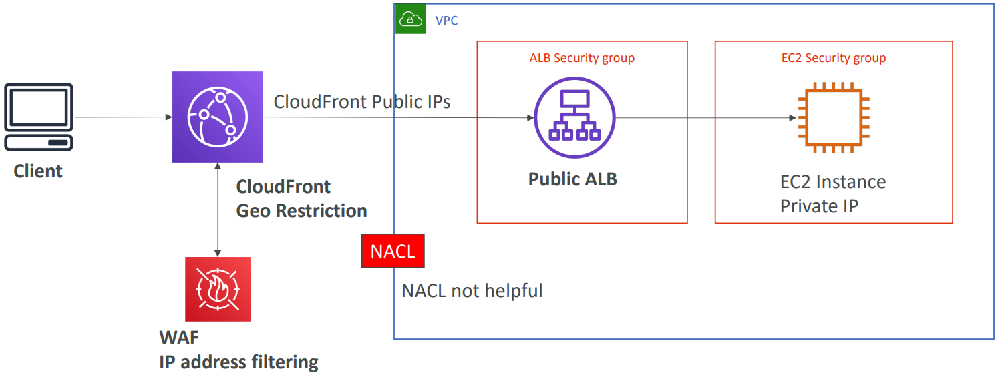 VPC
ALB Security group
EC2 Security group
CloudFront Public IPs
Client
Public ALB
EC2 Instance
Private IP
CloudFront
Geo Restriction
NACL
NACL not helpful
WAF
IP address filtering